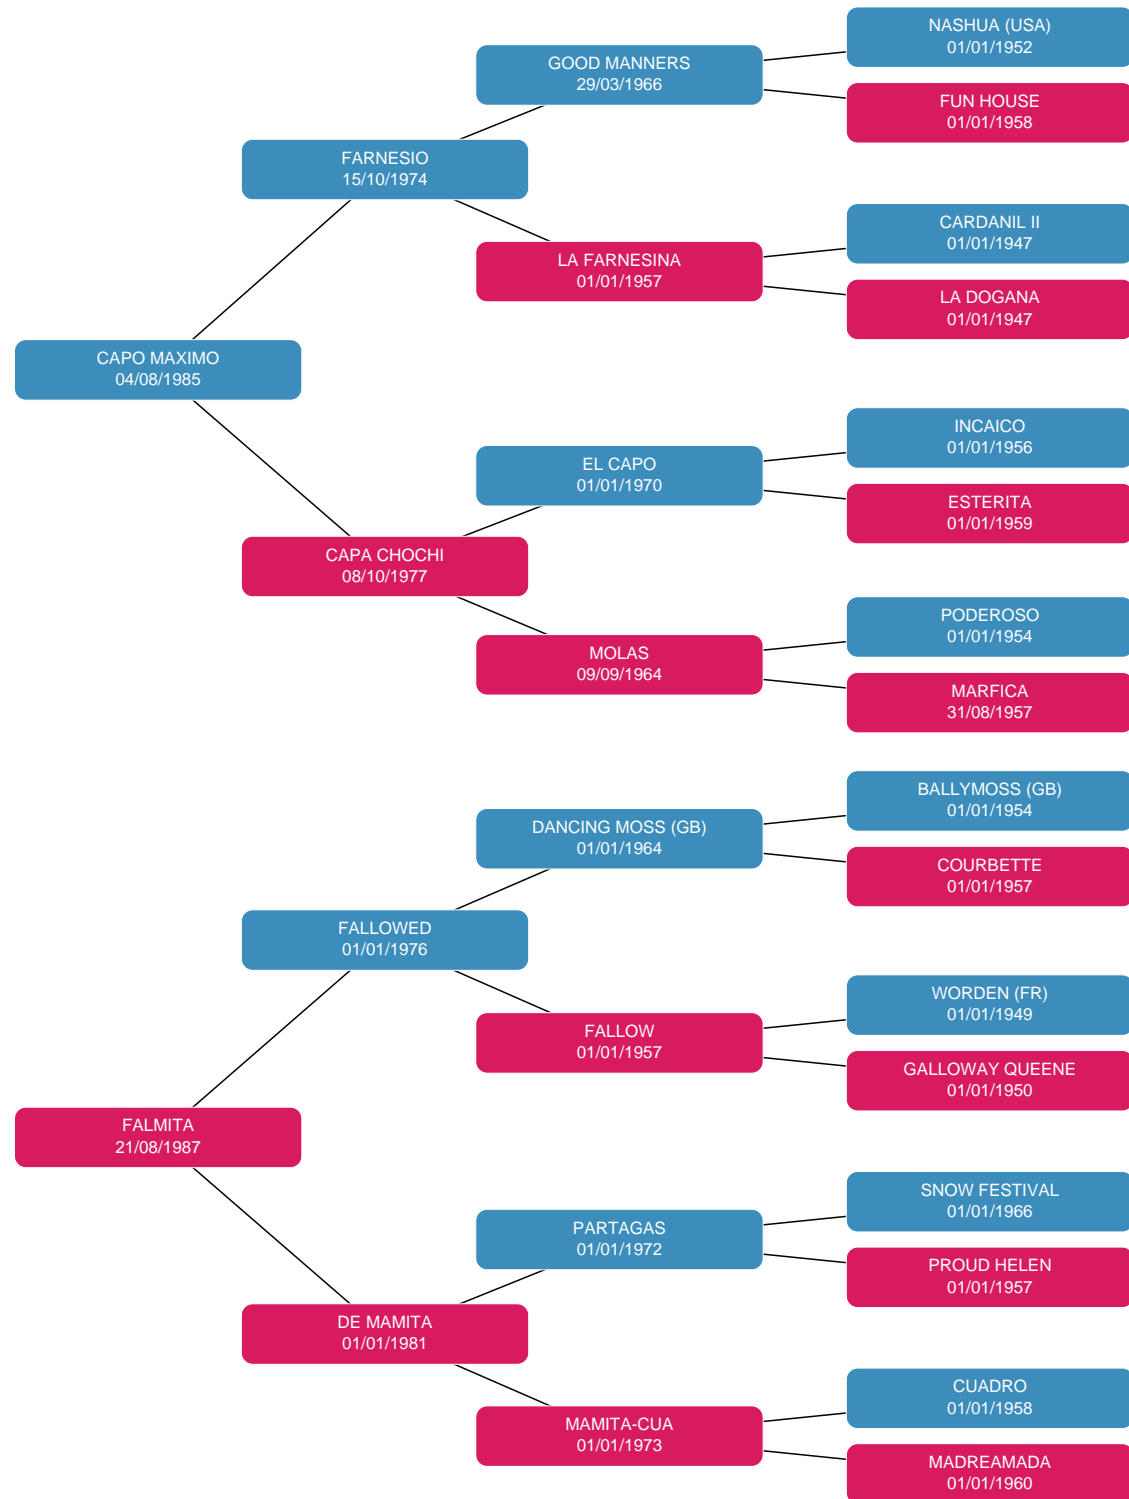 NASHUA (USA)
01/01/1952
GOOD MANNERS
29/03/1966
FUN HOUSE
01/01/1958
FARNESIO
15/10/1974
CARDANIL II
01/01/1947
LA FARNESINA
01/01/1957
LA DOGANA
01/01/1947
CAPO MAXIMO
04/08/1985
INCAICO
01/01/1956
EL CAPO
01/01/1970
ESTERITA
01/01/1959
CAPA CHOCHI
08/10/1977
PODEROSO
01/01/1954
MOLAS
09/09/1964
MARFICA
31/08/1957
BALLYMOSS (GB)
01/01/1954
DANCING MOSS (GB)
01/01/1964
COURBETTE
01/01/1957
FALLOWED
01/01/1976
WORDEN (FR)
01/01/1949
FALLOW
01/01/1957
GALLOWAY QUEENE
01/01/1950
FALMITA
21/08/1987
SNOW FESTIVAL
01/01/1966
PARTAGAS
01/01/1972
PROUD HELEN
01/01/1957
DE MAMITA
01/01/1981
CUADRO
01/01/1958
MAMITA-CUA
01/01/1973
MADREAMADA
01/01/1960